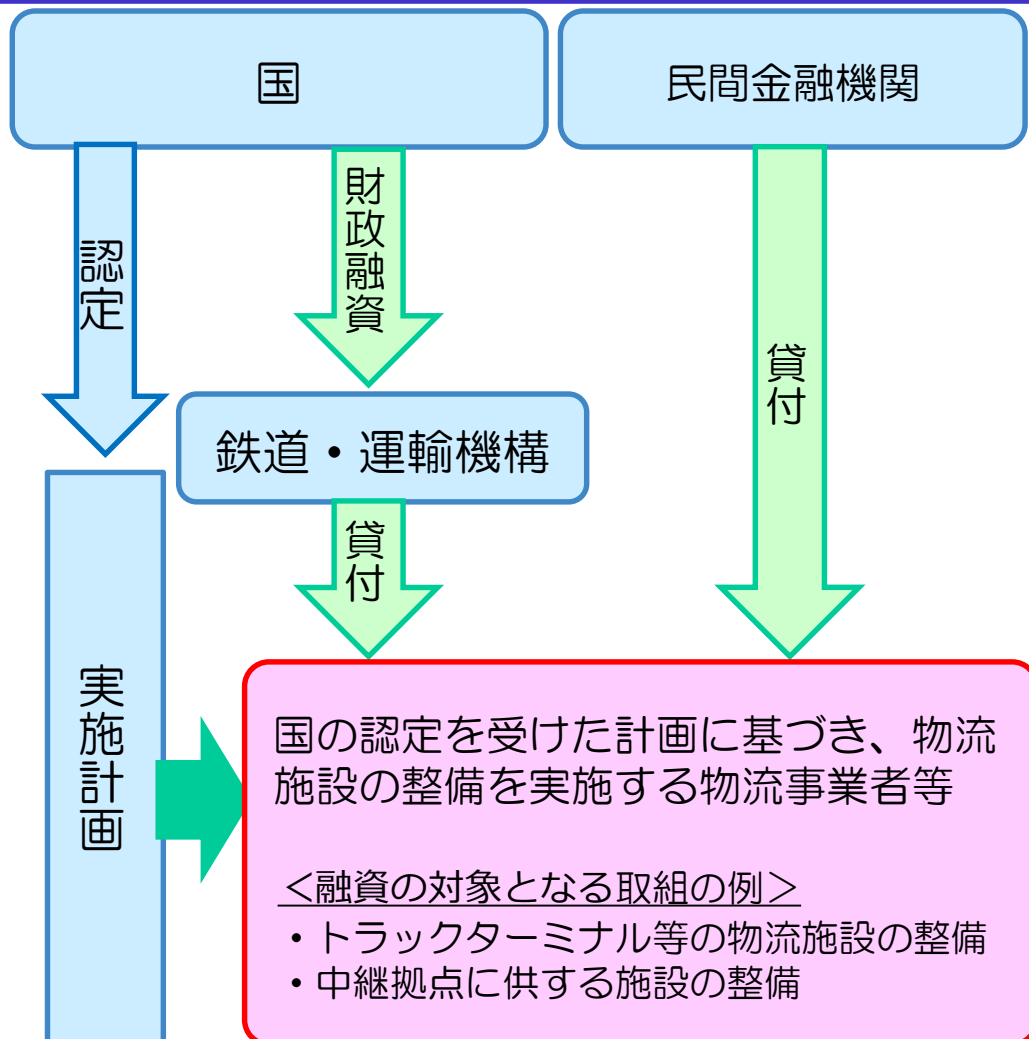 国
民間金融機関
認定
財政融資
貸付
鉄道・運輸機構
貸付
実施計画
国の認定を受けた計画に基づき、物流
施設の整備を実施する物流事業者等
＜融資の対象となる取組の例＞
・トラックターミナル等の物流施設の整備
・中継拠点に供する施設の整備